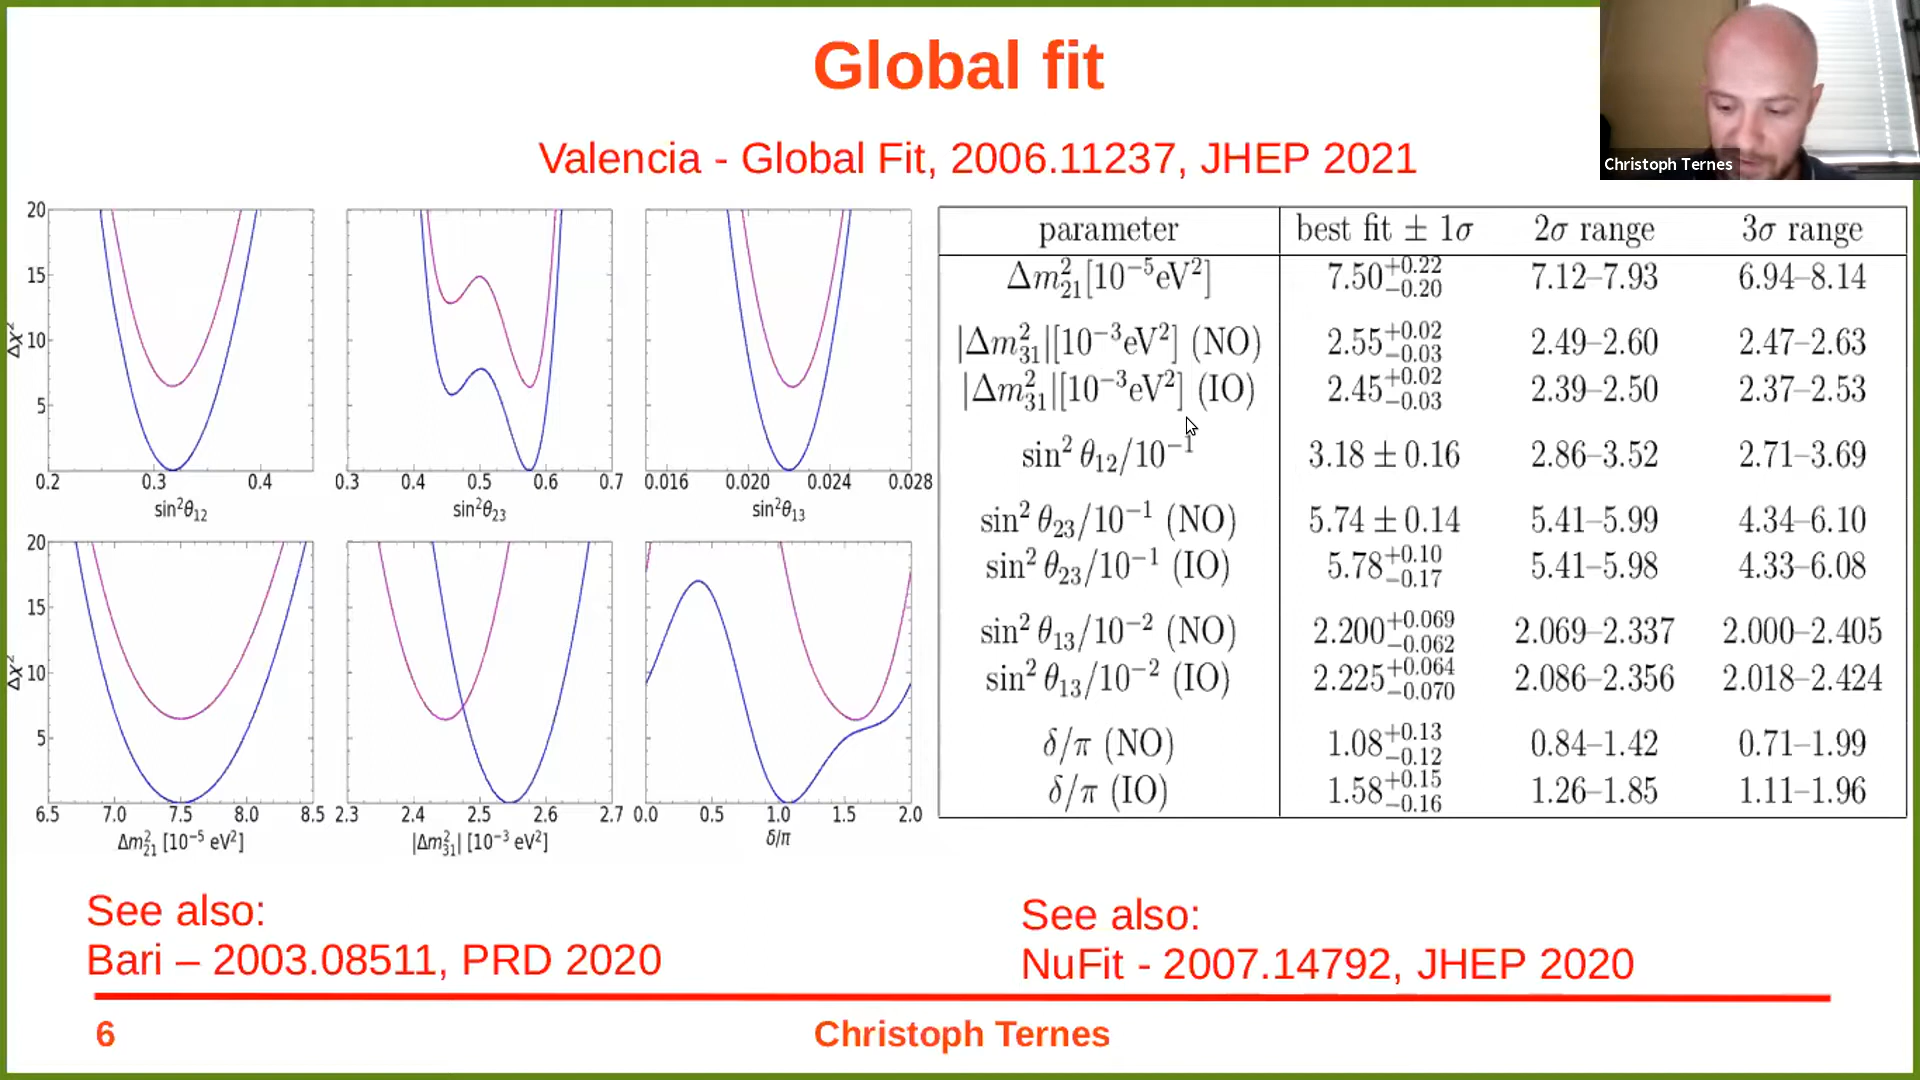 Global fit
Valencia - Global Fit, 2006.11237, JHEP 2021
Christoph Ternes
20
15
10
5
Δχ²
0.2 0.3 0.4
sin²θ₁₂
0.3 0.4 0.5 0.6 0.7
sin²θ₂₃
0.016 0.020 0.024 0.028
sin²θ₁₃
20
15
10
5
Δχ²
6.5 7.0 7.5 8.0 8.5
Δm²₂₁ [10⁻⁵ eV²]
2.3 2.4 2.5 2.6 2.7
|Δm²₃₁| [10⁻³ eV²]
0.0 0.5 1.0 1.5 2.0
δ/π
parameter best fit ± 1σ 2σ range 3σ range
Δm²₂₁[10⁻⁵eV²] 7.50+0.22−0.20 7.12–7.93 6.94–8.14
|Δm²₃₁|[10⁻³eV²] (NO) 2.55+0.02−0.03 2.49–2.60 2.47–2.63
|Δm²₃₁|[10⁻³eV²] (IO) 2.45+0.02−0.03 2.39–2.50 2.37–2.53
sin² θ₁₂/10⁻¹ 3.18 ± 0.16 2.86–3.52 2.71–3.69
sin² θ₂₃/10⁻¹ (NO) 5.74 ± 0.14 5.41–5.99 4.34–6.10
sin² θ₂₃/10⁻¹ (IO) 5.78+0.10−0.17 5.41–5.98 4.33–6.08
sin² θ₁₃/10⁻² (NO) 2.200+0.069−0.062 2.069–2.337 2.000–2.405
sin² θ₁₃/10⁻² (IO) 2.225+0.064−0.070 2.086–2.356 2.018–2.424
δ/π (NO) 1.08+0.13−0.12 0.84–1.42 0.71–1.99
δ/π (IO) 1.58+0.15−0.16 1.26–1.85 1.11–1.96
See also:
Bari – 2003.08511, PRD 2020
See also:
NuFit - 2007.14792, JHEP 2020
6
Christoph Ternes